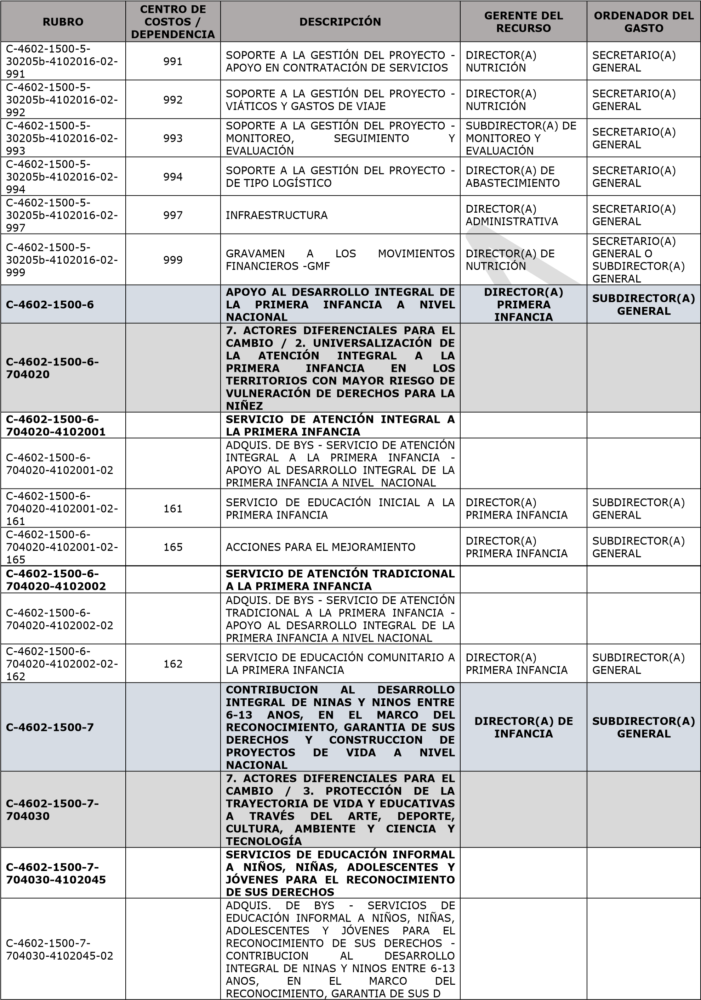 RUBRO
CENTRO DE
COSTOS /
DEPENDENCIA
DESCRIPCIÓN
GERENTE DEL
RECURSO
ORDENADOR DEL
GASTO
C-4602-1500-5-
30205b-4102016-02-
991
991
SOPORTE A LA GESTIÓN DEL PROYECTO -
APOYO EN CONTRATACIÓN DE SERVICIOS
DIRECTOR(A)
NUTRICIÓN
SECRETARIO(A)
GENERAL
C-4602-1500-5-
30205b-4102016-02-
992
992
SOPORTE A LA GESTIÓN DEL PROYECTO -
VIÁTICOS Y GASTOS DE VIAJE
DIRECTOR(A)
NUTRICIÓN
SECRETARIO(A)
GENERAL
C-4602-1500-5-
30205b-4102016-02-
993
993
SOPORTE A LA GESTIÓN DEL PROYECTO -
MONITOREO, SEGUIMIENTO Y
EVALUACIÓN
SUBDIRECTOR(A) DE
MONITOREO Y
EVALUACIÓN
SECRETARIO(A)
GENERAL
C-4602-1500-5-
30205b-4102016-02-
994
994
SOPORTE A LA GESTIÓN DEL PROYECTO -
DE TIPO LOGÍSTICO
DIRECTOR(A) DE
ABASTECIMIENTO
SECRETARIO(A)
GENERAL
C-4602-1500-5-
30205b-4102016-02-
997
997
INFRAESTRUCTURA
DIRECTOR(A)
ADMINISTRATIVA
SECRETARIO(A)
GENERAL
C-4602-1500-5-
30205b-4102016-02-
999
999
GRAVAMEN A LOS MOVIMIENTOS
FINANCIEROS -GMF
DIRECTOR(A) DE
NUTRICIÓN
SECRETARIO(A)
GENERAL O
SUBDIRECTOR(A)
GENERAL
C-4602-1500-6
APOYO AL DESARROLLO INTEGRAL DE
LA PRIMERA INFANCIA A NIVEL
NACIONAL
DIRECTOR(A)
PRIMERA
INFANCIA
SUBDIRECTOR(A)
GENERAL
C-4602-1500-6-
704020
7. ACTORES DIFERENCIALES PARA EL
CAMBIO / 2. UNIVERSALIZACIÓN DE
LA ATENCIÓN INTEGRAL A LA
PRIMERA INFANCIA EN LOS
TERRITORIOS CON MAYOR RIESGO DE
VULNERACIÓN DE DERECHOS PARA LA
NIÑEZ
C-4602-1500-6-
704020-4102001
SERVICIO DE ATENCIÓN INTEGRAL A
LA PRIMERA INFANCIA
C-4602-1500-6-
704020-4102001-02
ADQUIS. DE BYS - SERVICIO DE ATENCIÓN
INTEGRAL A LA PRIMERA INFANCIA -
APOYO AL DESARROLLO INTEGRAL DE LA
PRIMERA INFANCIA A NIVEL  NACIONAL
C-4602-1500-6-
704020-4102001-02-
161
161
SERVICIO DE EDUCACIÓN INICIAL A LA
PRIMERA INFANCIA
DIRECTOR(A)
PRIMERA INFANCIA
SUBDIRECTOR(A)
GENERAL
C-4602-1500-6-
704020-4102001-02-
165
165
ACCIONES PARA EL MEJORAMIENTO
DIRECTOR(A)
PRIMERA INFANCIA
SUBDIRECTOR(A)
GENERAL
C-4602-1500-6-
704020-4102002
SERVICIO DE ATENCIÓN TRADICIONAL
A LA PRIMERA INFANCIA
C-4602-1500-6-
704020-4102002-02
ADQUIS. DE BYS - SERVICIO DE ATENCIÓN
TRADICIONAL A LA PRIMERA INFANCIA -
APOYO AL DESARROLLO INTEGRAL DE LA
PRIMERA INFANCIA A NIVEL NACIONAL
C-4602-1500-6-
704020-4102002-02-
162
162
SERVICIO DE EDUCACIÓN COMUNITARIO A
LA PRIMERA INFANCIA
DIRECTOR(A)
PRIMERA INFANCIA
SUBDIRECTOR(A)
GENERAL
C-4602-1500-7
CONTRIBUCION AL DESARROLLO
INTEGRAL DE NINAS Y NINOS ENTRE
6-13 ANOS, EN EL MARCO DEL
RECONOCIMIENTO, GARANTIA DE SUS
DERECHOS Y CONSTRUCCION DE
PROYECTOS DE VIDA A NIVEL
NACIONAL
DIRECTOR(A) DE
INFANCIA
SUBDIRECTOR(A)
GENERAL
C-4602-1500-7-
704030
7. ACTORES DIFERENCIALES PARA EL
CAMBIO / 3. PROTECCIÓN DE LA
TRAYECTORIA DE VIDA Y EDUCATIVAS
A TRAVÉS DEL ARTE, DEPORTE,
CULTURA, AMBIENTE Y CIENCIA Y
TECNOLOGÍA
C-4602-1500-7-
704030-4102045
SERVICIOS DE EDUCACIÓN INFORMAL
A NIÑOS, NIÑAS, ADOLESCENTES Y
JÓVENES PARA EL RECONOCIMIENTO
DE SUS DERECHOS
C-4602-1500-7-
704030-4102045-02
ADQUIS. DE BYS - SERVICIOS DE
EDUCACIÓN INFORMAL A NIÑOS, NIÑAS,
ADOLESCENTES Y JÓVENES PARA EL
RECONOCIMIENTO DE SUS DERECHOS -
CONTRIBUCION AL DESARROLLO
INTEGRAL DE NINAS Y NINOS ENTRE 6-13
ANOS, EN EL MARCO DEL
RECONOCIMIENTO, GARANTIA DE SUS D